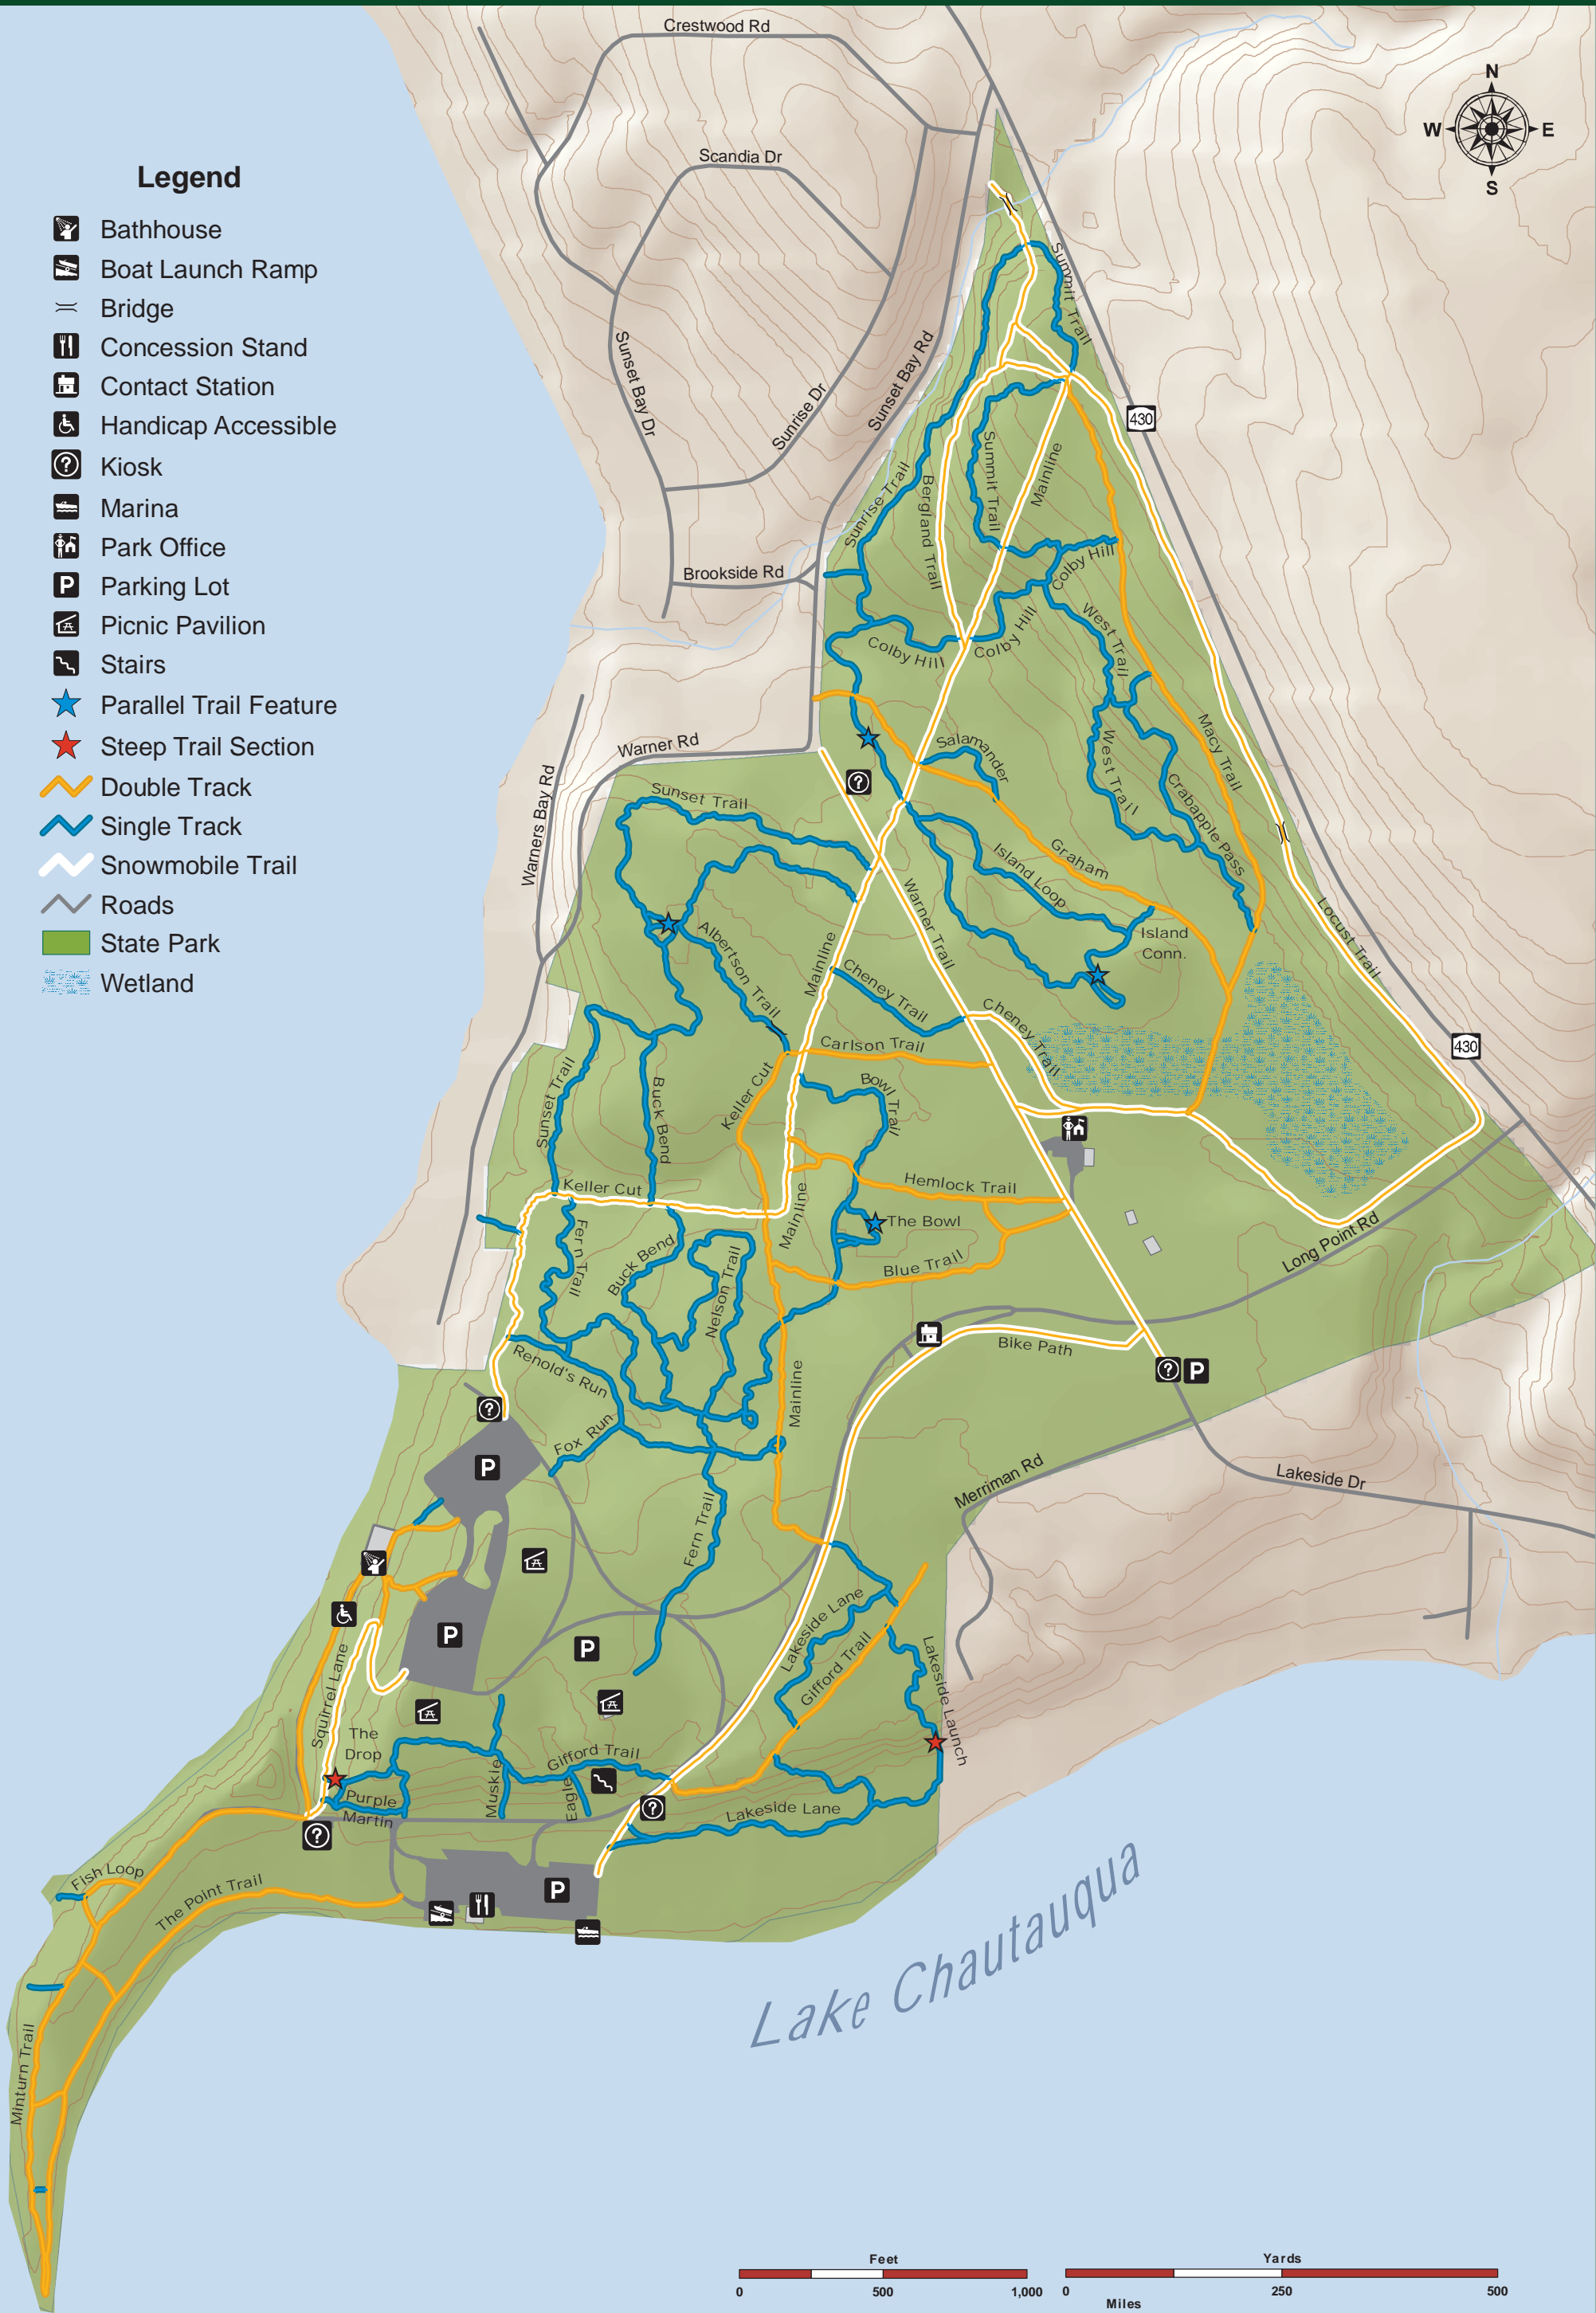 Crestwood Rd
Scandia Dr
N
W
E
S
Legend
Bathhouse
Boat Launch Ramp
Bridge
Concession Stand
Contact Station
Handicap Accessible
Kiosk
Marina
Park Office
P
Parking Lot
Picnic Pavilion
Stairs
Parallel Trail Feature
Steep Trail Section
Double Track
Single Track
Snowmobile Trail
Roads
State Park
Wetland
Sunset Bay Dr
Sunrise Dr
Sunset Bay Rd
Summit Trail
430
Sunrise Trail
Bergland Trail
Summit Trail
Mainline
Brookside Rd
Colby Hill
Colby Hill
Colby Hill
West Trail
Warner Rd
Warners Bay Rd
Salamander
West Trail
Macy Trail
Crabapple Pass
Sunset Trail
Island Loop
Graham
Locust Trail
Warner Trail
Albertson Trail
Mainline
Island
Conn.
Cheney Trail
Cheney Trail
430
Carlson Trail
Sunset Trail
Buck Bend
Keller Cut
Bowl Trail
Keller Cut
Hemlock Trail
Mainline
The Bowl
Fern Trail
Buck Bend
Nelson Trail
Blue Trail
Long Point Rd
Bike Path
Renold's Run
Mainline
P
Fox Run
P
Merriman Rd
Lakeside Dr
Fern Trail
P
P
Lakeside Lane
Gifford Trail
Lakeside Launch
Squirrel Lane
The
Drop
Gifford Trail
Muskie
Eagle
Purple
Martin
Lakeside Lane
Fish Loop
The Point Trail
P
Minturn Trail
Lake Chautauqua
Feet
0
500
1,000
Yards
0
250
500
Miles